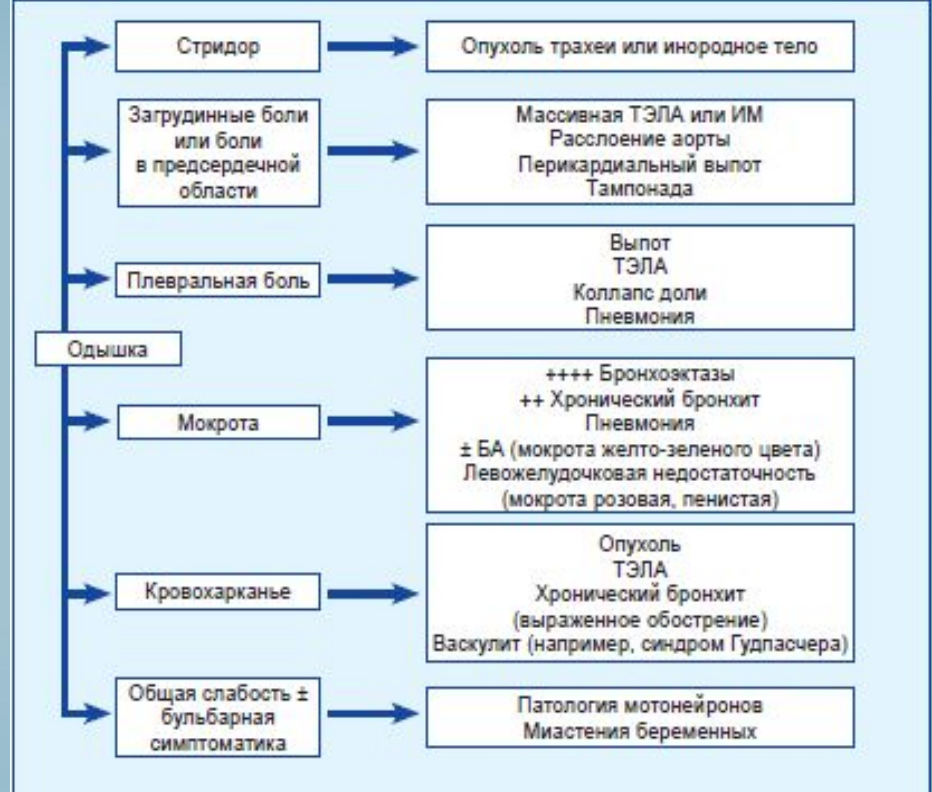 Стридор
Опухоль трахеи или инородное тело
Загрудинные боли
или боли
в предсердечной
области
Массивная ТЭЛА или ИМ
Расслоение аорты
Перикардиальный выпот
Тампонада
Плевральная боль
Выпот
ТЭЛА
Коллапс доли
Пневмония
Одышка
Мокрота
++++ Бронхоэктазы
++ Хронический бронхит
Пневмония
± БА (мокрота желто-зеленого цвета)
Левожелудочковая недостаточность
(мокрота розовая, пенистая)
Кровохарканье
Опухоль
ТЭЛА
Хронический бронхит
(выраженное обострение)
Васкулит (например, синдром Гудпасчера)
Общая слабость ±
бульбарная
симптоматика
Патология мотонейронов
Миастения беременных